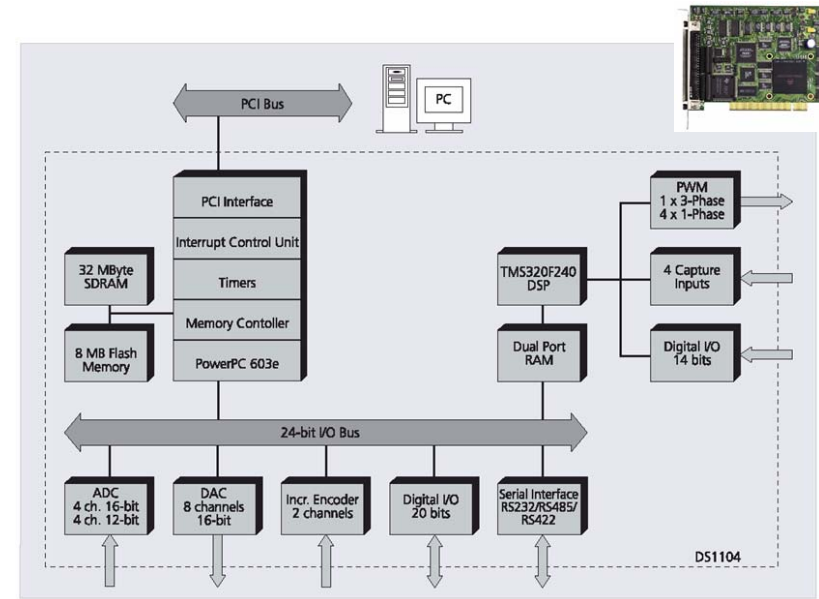 PCI Bus
PC
PCI Interface
Interrupt Control Unit
Timers
Memory Contoller
PowerPC 603e
32 MByte
SDRAM
8 MB Flash
Memory
TMS320F240
DSP
Dual Port
RAM
PWM
1 x 3-Phase
4 x 1-Phase
4 Capture
Inputs
Digital I/O
14 bits
24-bit I/O Bus
ADC
4 ch. 16-bit
4 ch. 12-bit
DAC
8 channels
16-bit
Incr. Encoder
2 channels
Digital I/O
20 bits
Serial Interface
RS232/RS485/
RS422
DS1104